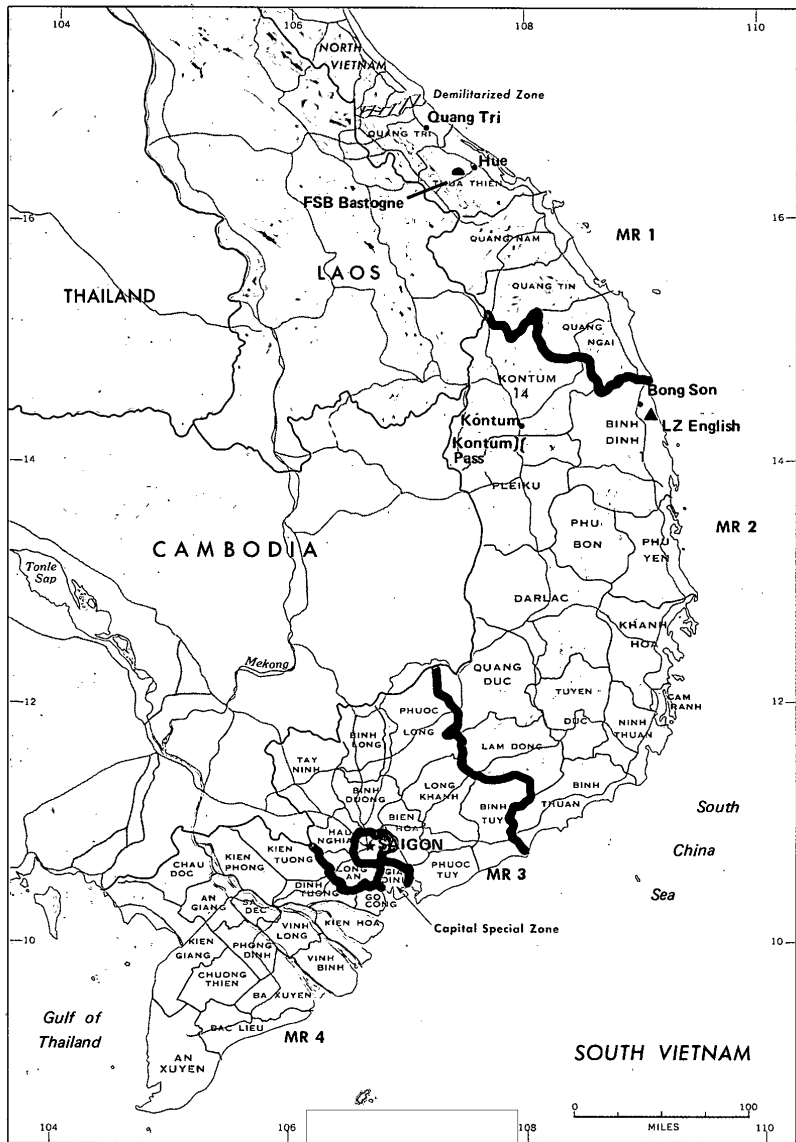 104
106
108
110
NORTH
VIETNAM
Demilitarized Zone
Quang Tri
QUANG TRI
Hue
THUA THIEN
FSB Bastogne
16
16
MR 1
QUANG NAM
LAOS
THAILAND
QUANG TIN
QUANG
NGAI
KONTUM
14
Bong Son
Kontum
BINH
DINH
LZ English
Kontum
Pass
14
14
PLEIKU
PHU
BON
MR 2
PHU
YEN
CAMBODIA
Tonle
Sap
DARLAC
KHANH
HOA
Mekong
QUANG
DUC
TUYEN
DUC
CAM
RANH
12
12
PHUOC
LONG
NINH
THUAN
BINH
LONG
TAY
NINH
LAM DONG
BINH
DUONG
LONG
KHANH
BINH
TUY
BINH
THUAN
BIEN
HOA
South
China
Sea
HAU
NGHIA
SAIGON
KIEN
TUONG
KIEN
PHONG
CHAU
DOC
LONG
AN
GIA
DINH
PHUOC
TUY
MR 3
DINH
TUONG
GO
CONG
AN
GIANG
SA
DEC
Capital Special Zone
KIEN HOA
VINH
LONG
10
10
KIEN
GIANG
PHONG
DINH
VINH
BINH
CHUONG
THIEN
BA XUYEN
BAC LIEU
Gulf of
Thailand
MR 4
AN
XUYEN
SOUTH VIETNAM
0
100
MILES
104
106
108
110